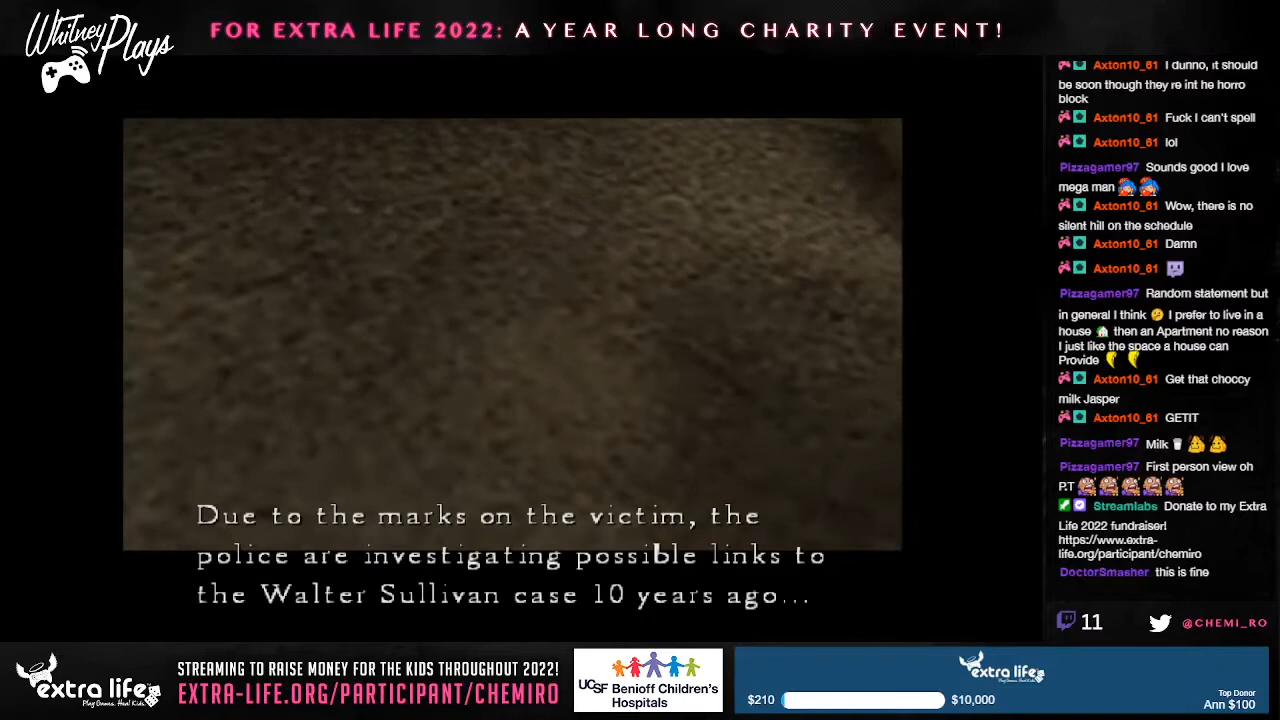 Whitney Plays
FOR EXTRA LIFE 2022: A YEAR LONG CHARITY EVENT!
Axton10_61 I dunno, it should
be soon though they re int he horro
block
Axton10_61 Fuck I can't spell
Axton10_61 lol
Pizzagamer97 Sounds good I love
mega man
Axton10_61 Wow, there is no
silent hill on the schedule
Axton10_61 Damn
Axton10_61
Pizzagamer97 Random statement but
in general I think I prefer to live in a
house then an Apartment no reason
I just like the space a house can
Provide
Axton10_61 Get that choccy
milk Jasper
Axton10_61 GETIT
Pizzagamer97 Milk
Pizzagamer97 First person view oh
P.T
Streamlabs Donate to my Extra
Life 2022 fundraiser!
https://www.extra-
life.org/participant/chemiro
DoctorSmasher this is fine
Due to the marks on the victim, the
police are investigating possible links to
the Walter Sullivan case 10 years ago...
11
@CHEMI_RO
extra life
Play Games. Heal Kids.
STREAMING TO RAISE MONEY FOR THE KIDS THROUGHOUT 2022!
EXTRA-LIFE.ORG/PARTICIPANT/CHEMIRO
UCSF Benioff Children's
Hospitals
extra life
Play Games. Heal Kids.
$210
$10,000
Top Donor
Ann $100